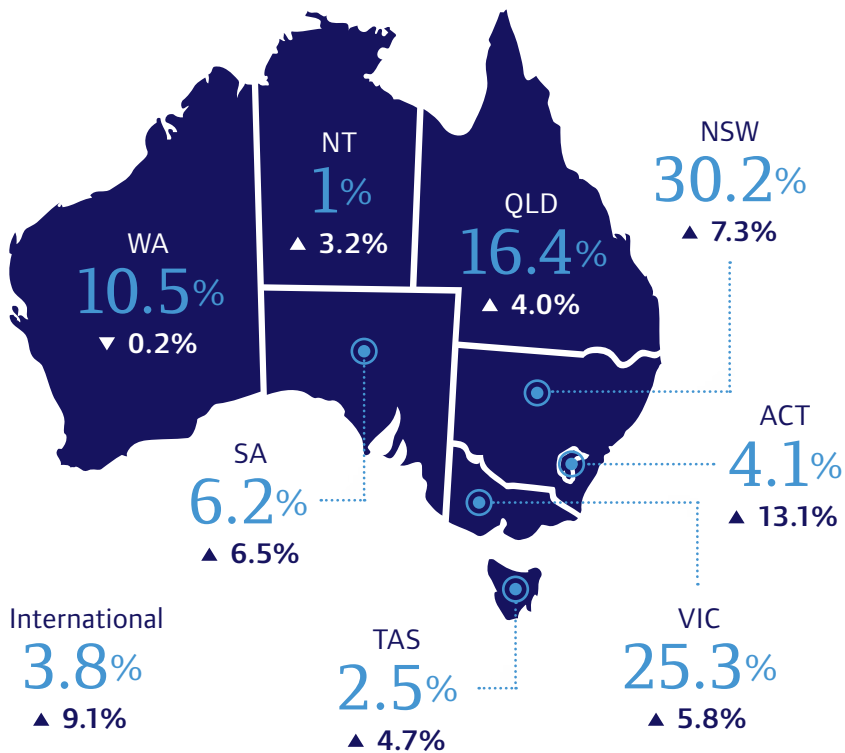 NT
1%
▲ 3.2%
WA
10.5%
▼ 0.2%
QLD
16.4%
▲ 4.0%
NSW
30.2%
▲ 7.3%
SA
6.2%
▲ 6.5%
ACT
4.1%
▲ 13.1%
International
3.8%
▲ 9.1%
TAS
2.5%
▲ 4.7%
VIC
25.3%
▲ 5.8%